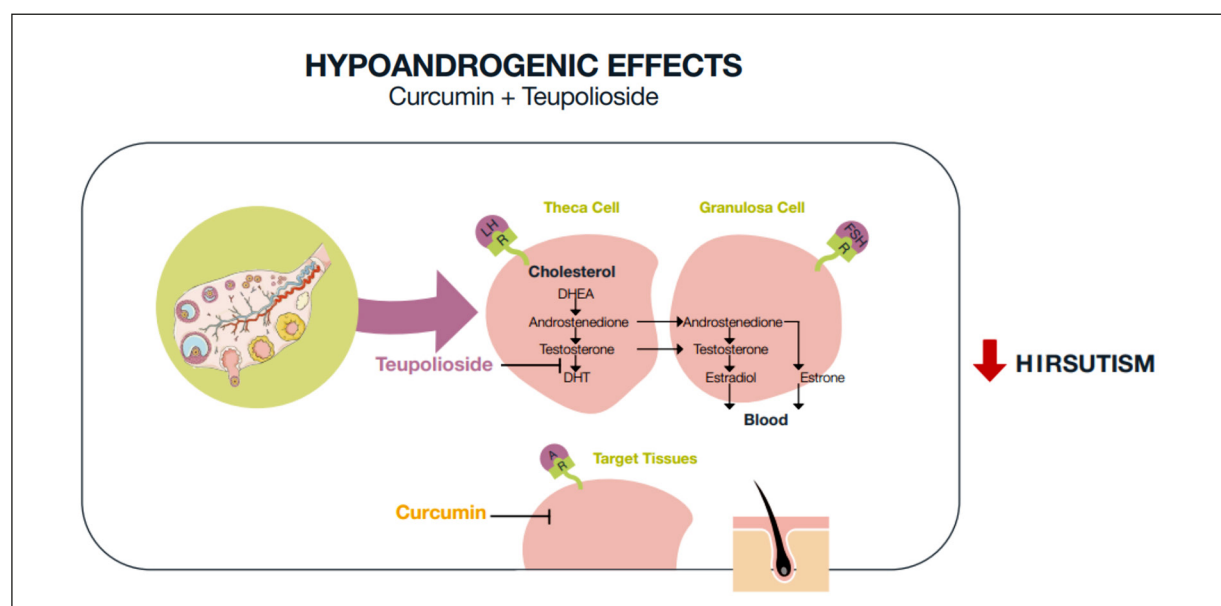 HYPOANDROGENIC EFFECTS
Curcumin + Teupolioside
Theca Cell
Granulosa Cell
LH
R
FSH
R
Cholesterol
DHEA
Androstenedione
Androstenedione
Testosterone
Testosterone
Teupolioside
DHT
Estradiol
Estrone
HIRSUTISM
Blood
A
R
Target Tissues
Curcumin